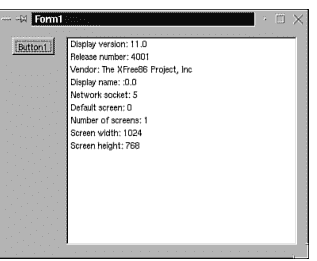 Form1
Button1
Display version: 11.0
Release number: 4001
Vendor: The XFree86 Project, Inc
Display name: :0.0
Network socket: 5
Default screen: 0
Number of screens: 1
Screen width: 1024
Screen height: 768